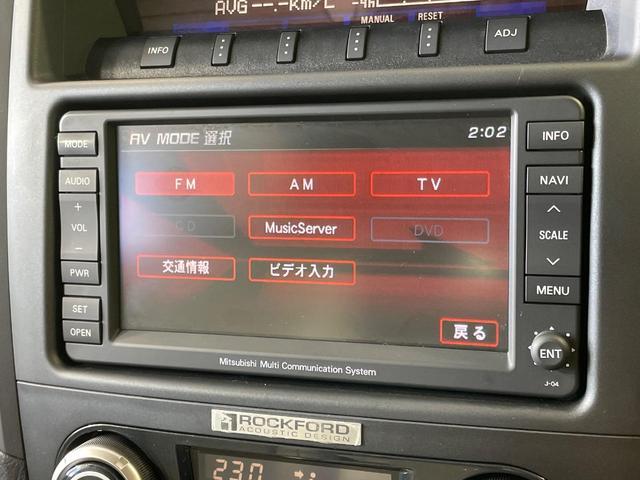 AVG --.-km/L
MANUAL
RESET
INFO
ADJ
AV MODE 選択
2:02
FM
AM
TV
CD
MusicServer
DVD
交通情報
ビデオ入力
戻る
MODE
AUDIO
+
VOL
-
PWR
SET
OPEN
INFO
NAVI
SCALE
MENU
ENT
J-04
Mitsubishi Multi Communication System
ROCKFORD
ACOUSTIC DESIGN
230